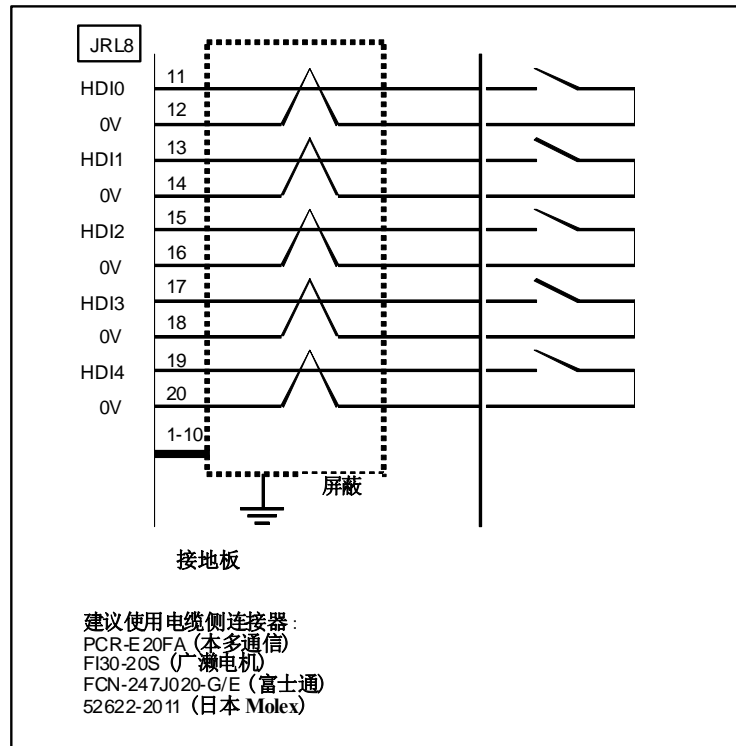 JRL8
HDI0 11
0V 12
HDI1 13
0V 14
HDI2 15
0V 16
HDI3 17
0V 18
HDI4 19
0V 20
1-10
屏蔽
接地板
建议使用电缆侧连接器:
PCR-E20FA (本多通信)
FI30-20S (广濑电机)
FCN-247J020-G/E (富士通)
52622-2011 (日本 Molex)